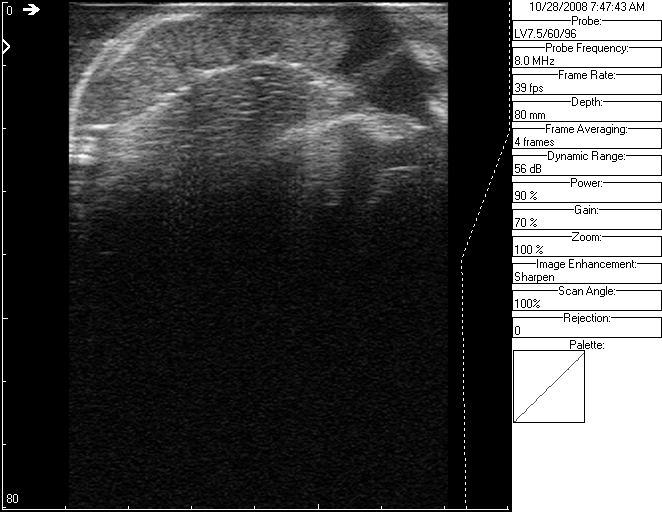 0
80
10/28/2008 7:47:43 AM
Probe:
LV7.5/60/96
Probe Frequency:
8.0 MHz
Frame Rate:
39 fps
Depth:
80 mm
Frame Averaging:
4 frames
Dynamic Range:
56 dB
Power:
90 %
Gain:
70 %
Zoom:
100 %
Image Enhancement:
Sharpen
Scan Angle:
100%
Rejection:
0
Palette: